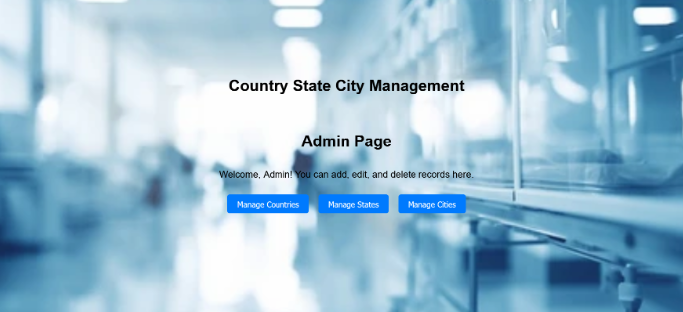 Country State City Management
Admin Page
Welcome, Admin! You can add, edit, and delete records here.
Manage Countries Manage States Manage Cities